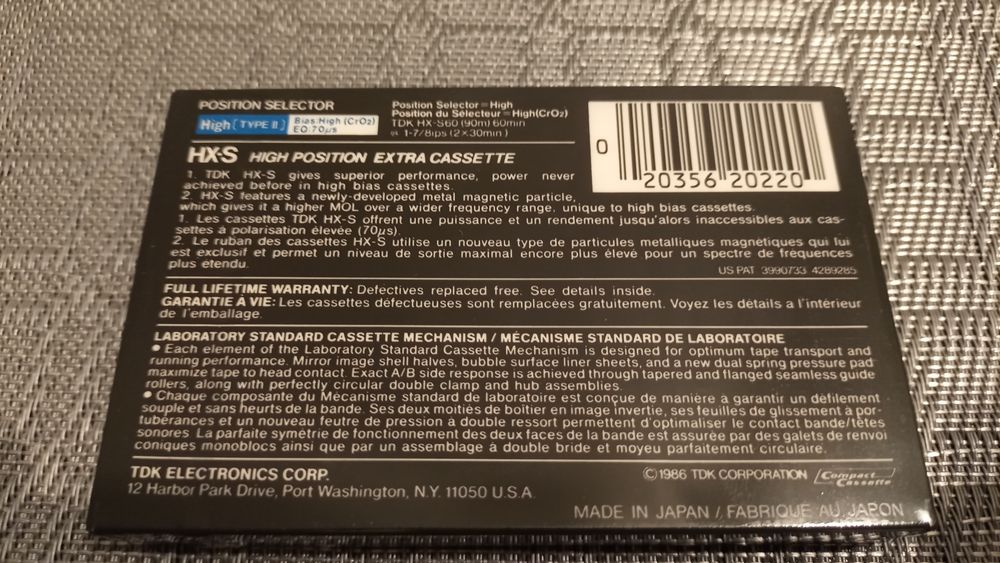 POSITION SELECTOR
High [TYPE II] Bias: High (CrO2)
EQ: 70µs
Position Selector = High
Position du Sélecteur = High(CrO2)
TDK HX-S60 (90m) 60min
1-7/8ips (2×30min)
0 20356 20220
HX-S HIGH POSITION EXTRA CASSETTE
1. TDK HX-S gives superior performance, power never
achieved before in high bias cassettes.
2. HX-S features a newly-developed metal magnetic particle,
which gives it a higher MOL over a wider frequency range, unique to high bias cassettes.
1. Les cassettes TDK HX-S offrent une puissance et un rendement jusqu'alors inaccessibles aux cas-
settes à polarisation élevée (70µs).
2. Le ruban des cassettes HX-S utilise un nouveau type de particules metalliques magnétiques qui lui
est exclusif et permet un niveau de sortie maximal encore plus élevé pour un spectre de fréquences
plus etendu.
US PAT 3990733 4289285
FULL LIFETIME WARRANTY: Defectives replaced free. See details inside.
GARANTIE À VIE: Les cassettes défectueuses sont remplacées gratuitement. Voyez les détails a l'intérieur
de l'emballage.
LABORATORY STANDARD CASSETTE MECHANISM / MÉCANISME STANDARD DE LABORATOIRE
● Each element of the Laboratory Standard Cassette Mechanism is designed for optimum tape transport and
running performance. Mirror image shell halves, bubble surface liner sheets, and a new dual spring pressure pad
maximize tape to head contact. Exact A/B side response is achieved through tapered and flanged seamless guide
rollers, along with perfectly circular double clamp and hub assemblies.
● Chaque composante du Mécanisme standard de laboratoire est conçue de manière à garantir un défilement
souple et sans heurts de la bande. Ses deux moitiés de boîtier en image invertie, ses feuilles de glissement à por-
tubérances et un nouveau feutre de pression à double ressort permettent d'optimaliser le contact bande/têtes
sonores. La parfaite symétrie de fonctionnement des deux faces de la bande est assurée par des galets de renvoi
coniques monoblocs ainsi que par un assemblage à double bride et moyeu parfaitement circulaire.
TDK ELECTRONICS CORP.
12 Harbor Park Drive, Port Washington, N.Y. 11050 U.S.A.
©1986 TDK CORPORATION Compact Cassette
MADE IN JAPAN / FABRIQUÉ AU JAPON